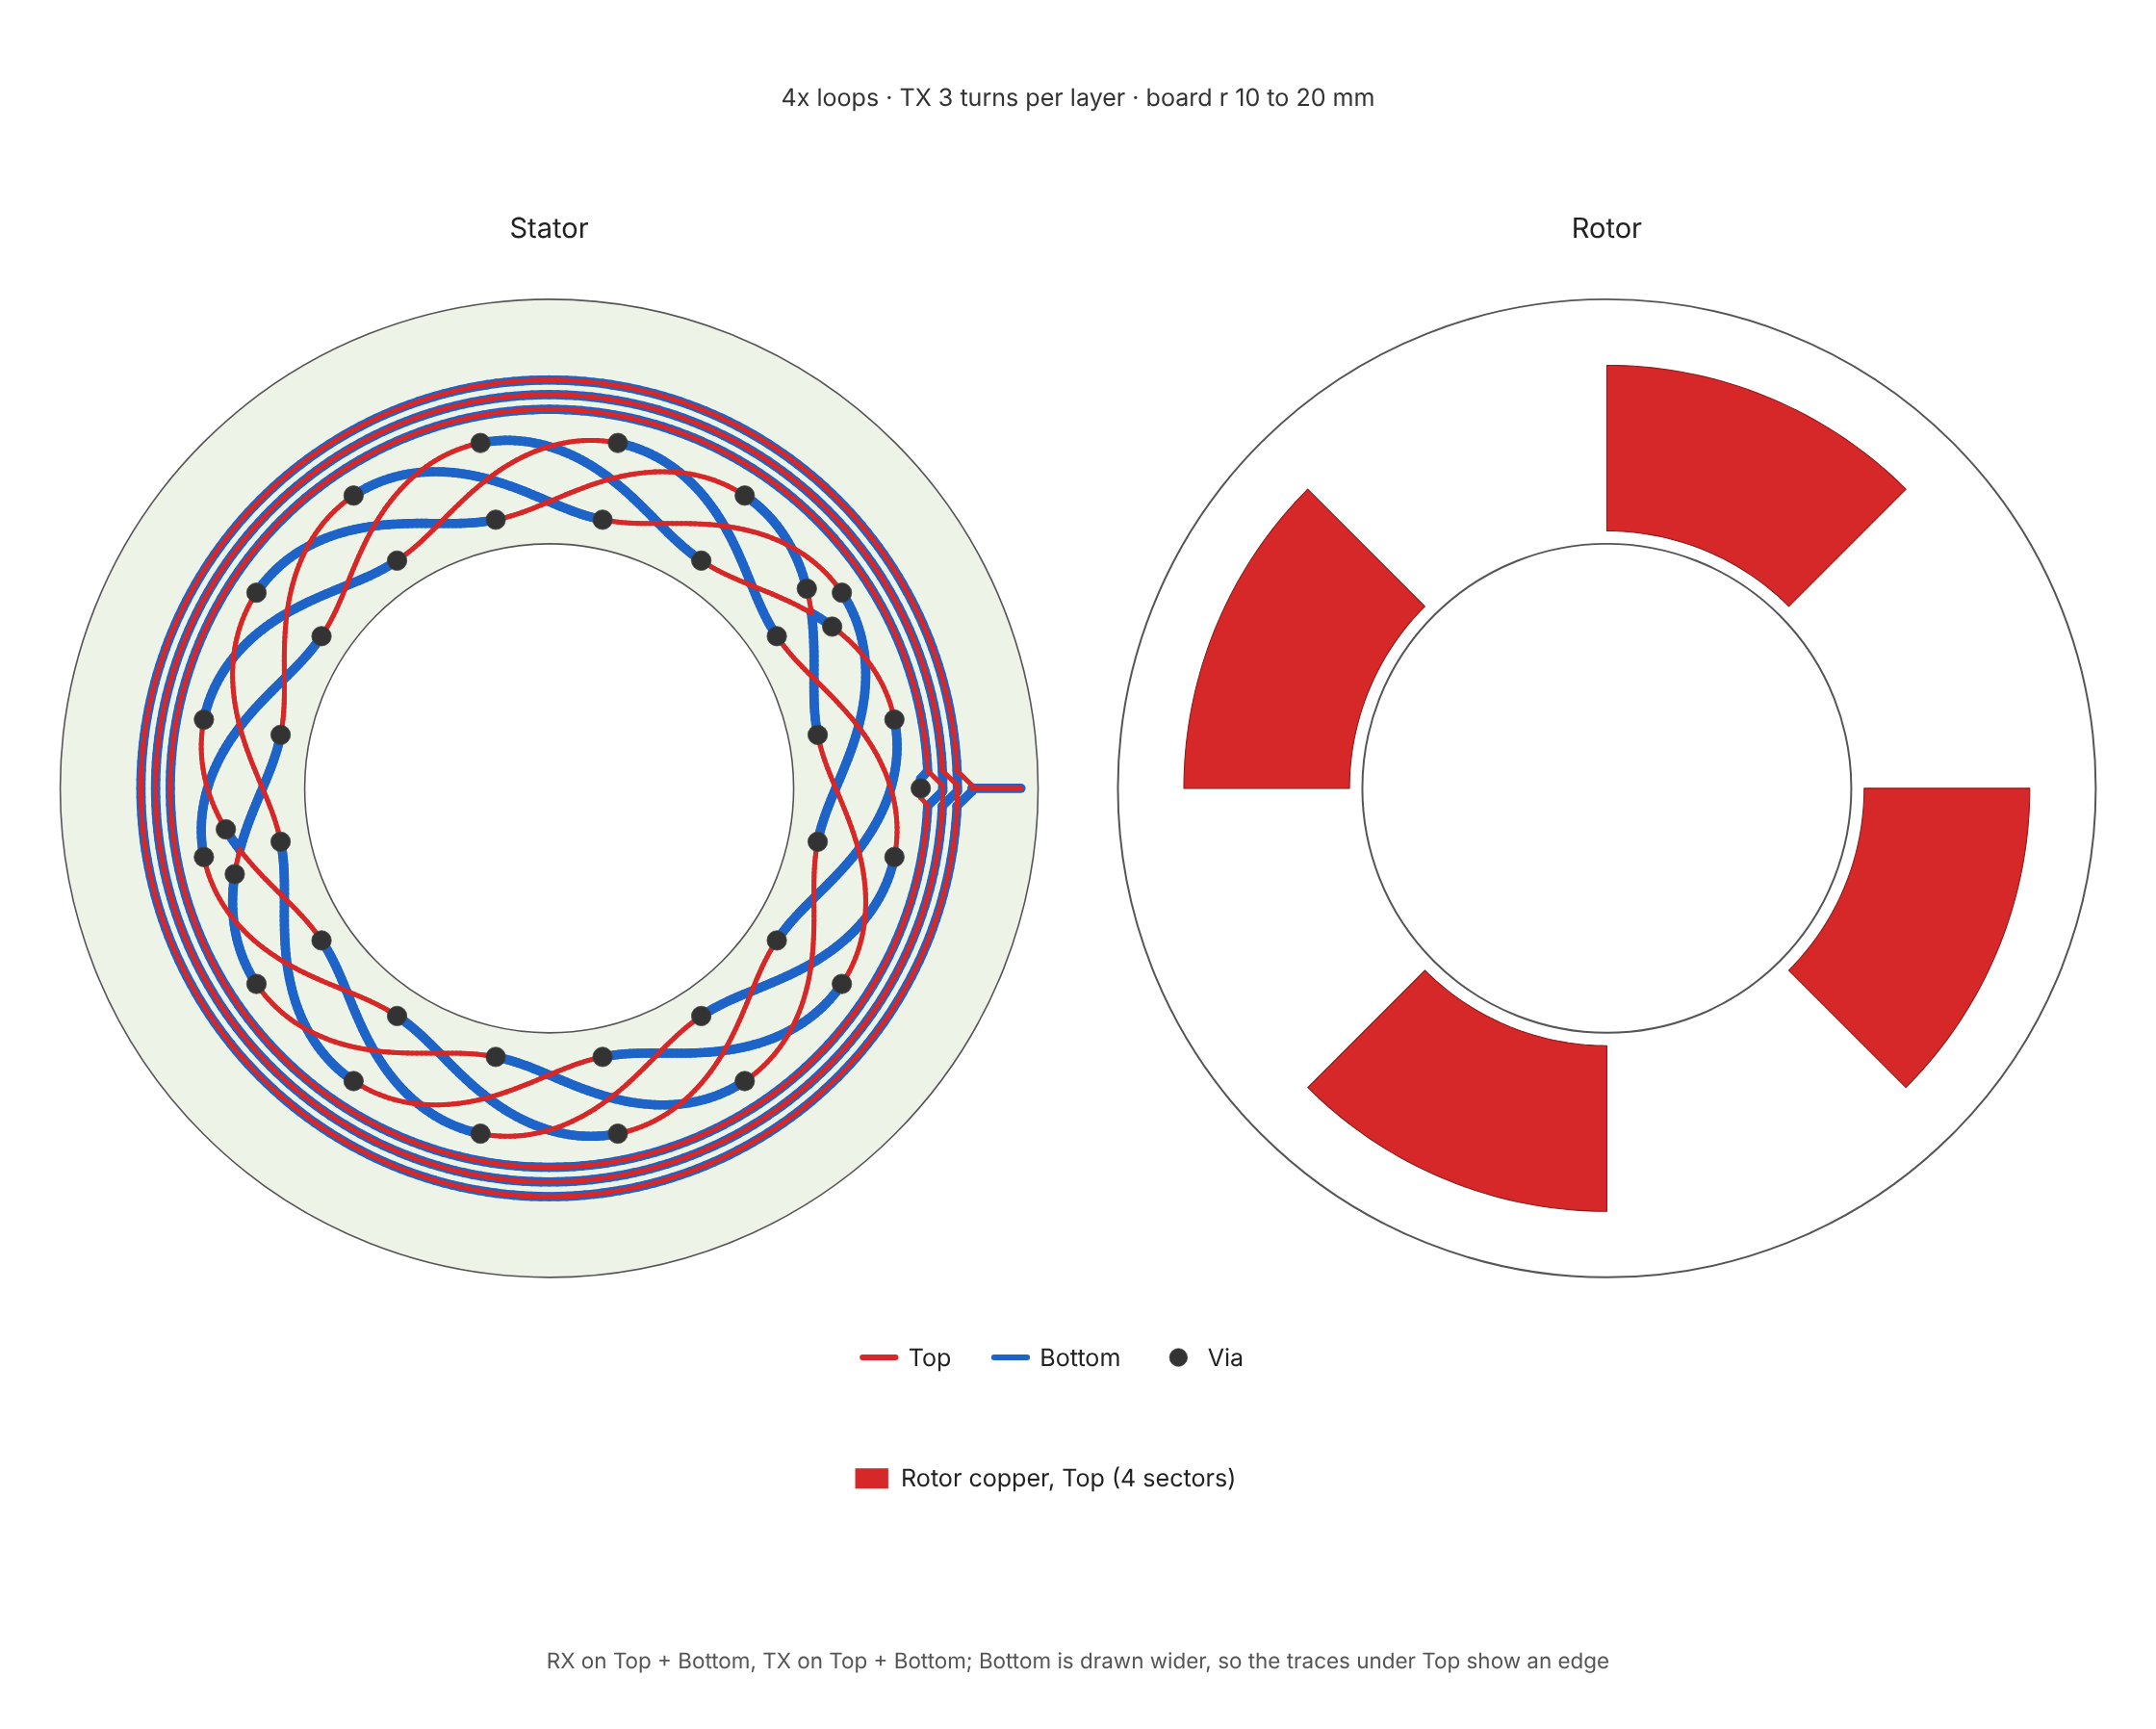 4x loops · TX 3 turns per layer · board r 10 to 20 mm
Stator
Rotor
Top
Bottom
Via
Rotor copper, Top (4 sectors)
RX on Top + Bottom, TX on Top + Bottom; Bottom is drawn wider, so the traces under Top show an edge